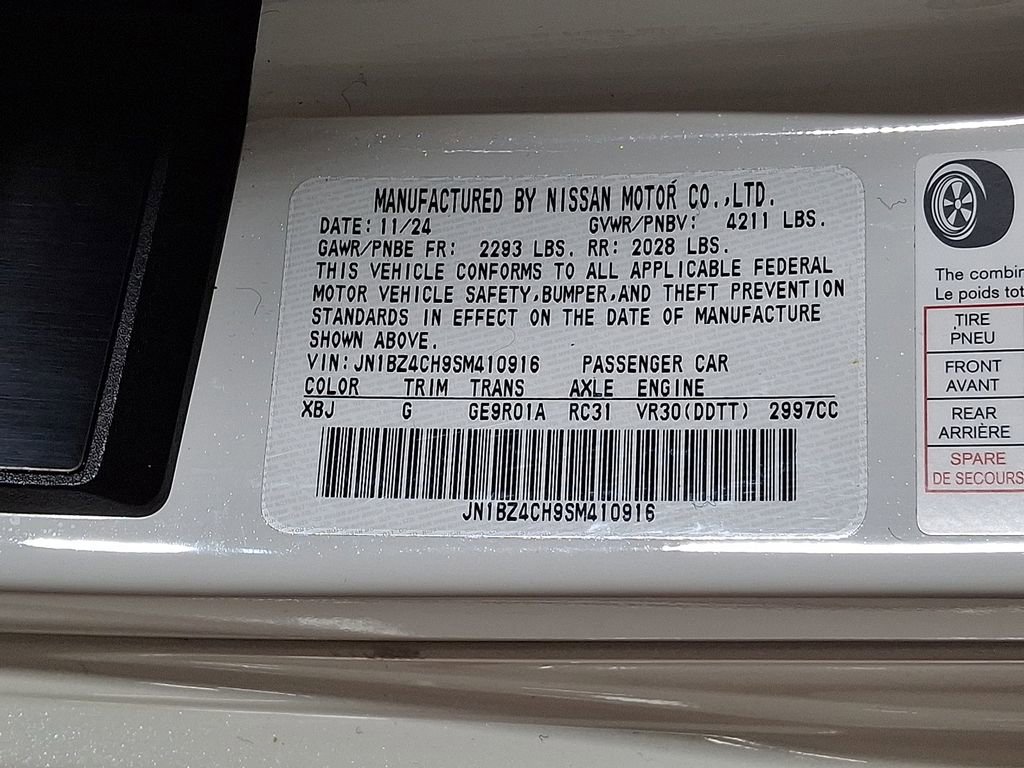 MANUFACTURED BY NISSAN MOTOR CO.,LTD.
DATE: 11/24 GVWR/PNBV: 4211 LBS.
GAWR/PNBE FR: 2293 LBS. RR: 2028 LBS.
THIS VEHICLE CONFORMS TO ALL APPLICABLE FEDERAL
MOTOR VEHICLE SAFETY,BUMPER,AND THEFT PREVENTION
STANDARDS IN EFFECT ON THE DATE OF MANUFACTURE
SHOWN ABOVE.
VIN:JN1BZ4CH9SM410916 PASSENGER CAR
COLOR TRIM TRANS AXLE ENGINE
XBJ G GE9R01A RC31 VR30(DDTT) 2997CC
JN1BZ4CH9SM410916
The combin
Le poids tot
TIRE
PNEU
FRONT
AVANT
REAR
ARRIÈRE
SPARE
DE SECOURS